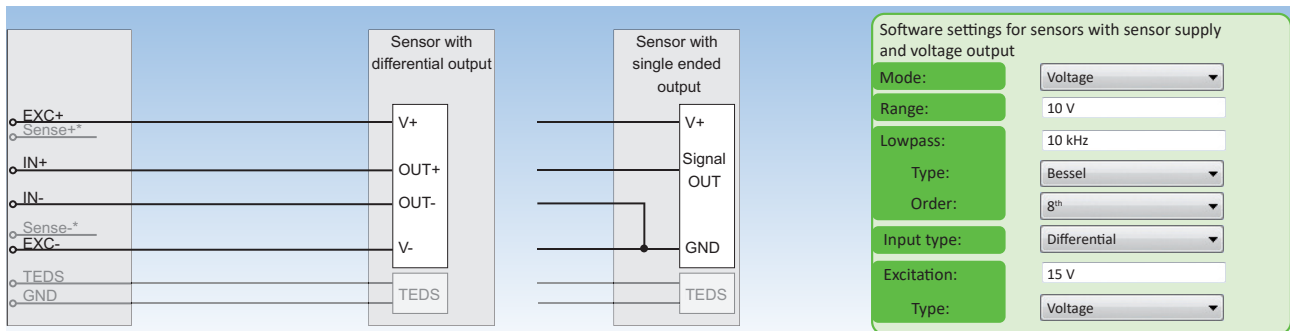 EXC+
Sense+*
IN+
IN-
Sense-*
EXC-
TEDS
GND
Sensor with
differential output
V+
OUT+
OUT-
V-
TEDS
Sensor with
single ended
output
V+
Signal
OUT
GND
TEDS
Software settings for sensors with sensor supply
and voltage output
Mode: Voltage
Range: 10 V
Lowpass: 10 kHz
Type: Bessel
Order: 8th
Input type: Differential
Excitation: 15 V
Type: Voltage